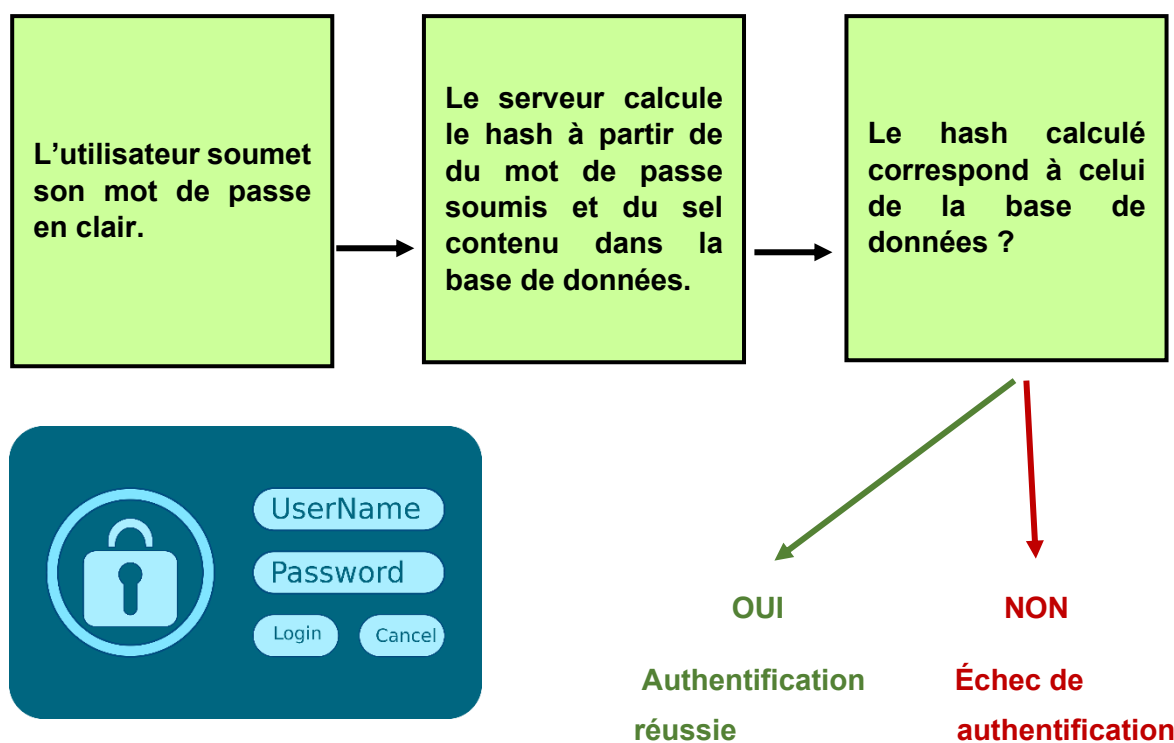 L'utilisateur soumet
son mot de passe
en clair.
Le serveur calcule
le hash à partir de
du mot de passe
soumis et du sel
contenu dans la
base de données.
Le hash calculé
correspond à celui
de la base de
données ?
UserName
Password
Login
Cancel
OUI
Authentification
réussie
NON
Échec de
authentification